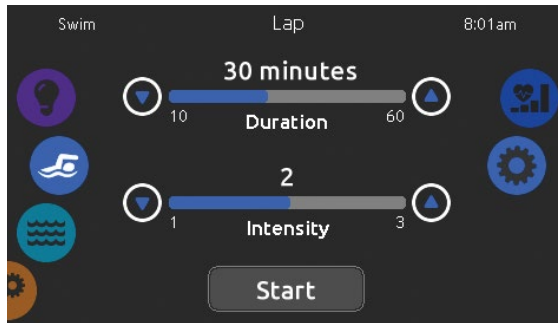 Swim Lap 8:01am
30 minutes
10 Duration 60
2
1 Intensity 3
Start